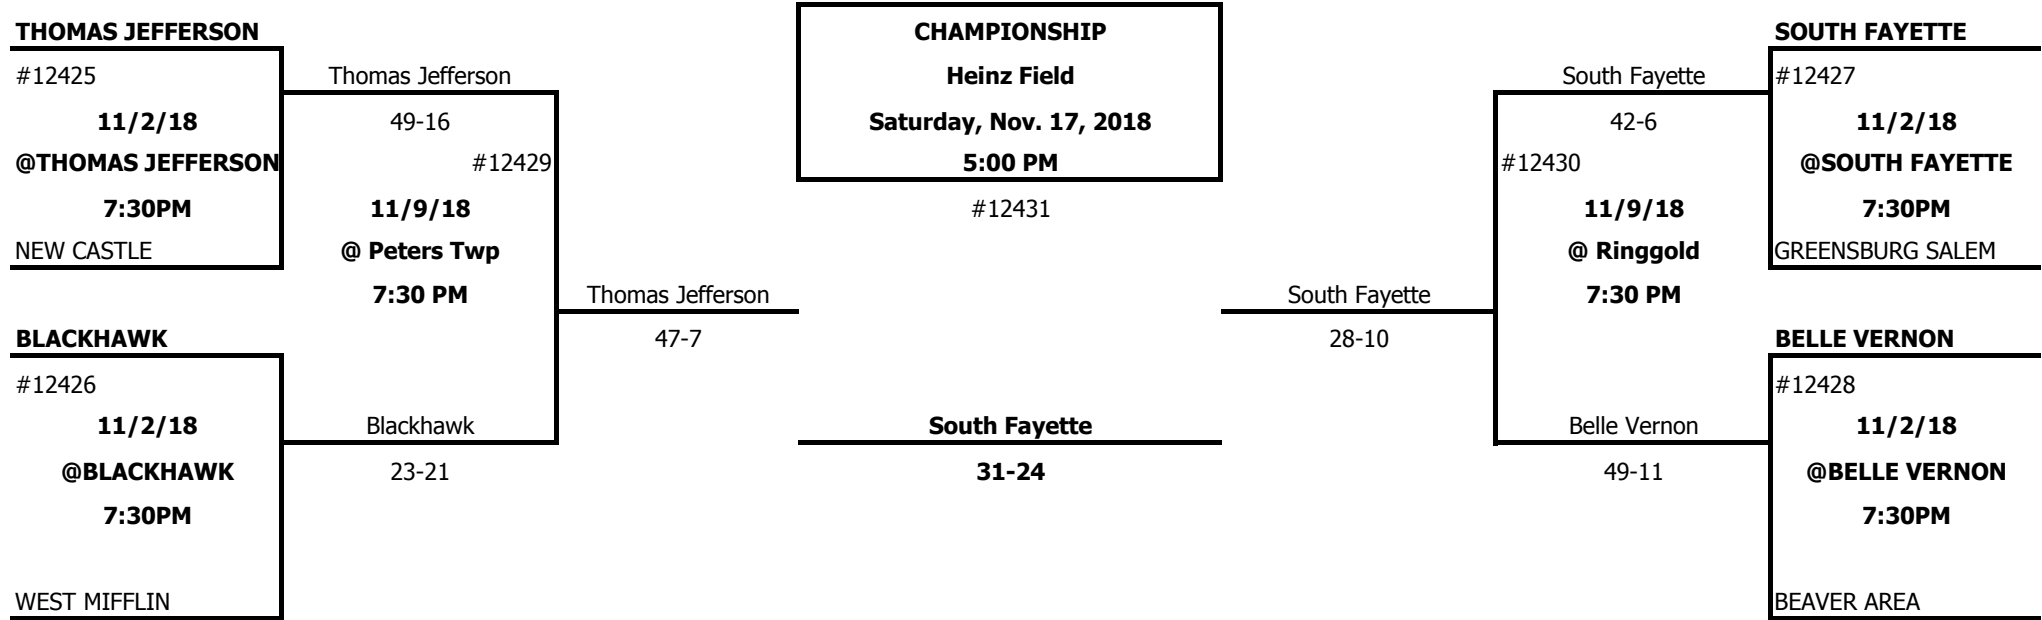 THOMAS JEFFERSON
#12425
11/2/18
@THOMAS JEFFERSON
7:30PM
NEW CASTLE
BLACKHAWK
#12426
11/2/18
@BLACKHAWK
7:30PM
WEST MIFFLIN
Thomas Jefferson
49-16
#12429
11/9/18
@ Peters Twp
7:30 PM
Blackhawk
23-21
Thomas Jefferson
47-7
CHAMPIONSHIP
Heinz Field
Saturday, Nov. 17, 2018
5:00 PM
#12431
South Fayette
31-24
South Fayette
28-10
South Fayette
42-6
#12430
11/9/18
@ Ringgold
7:30 PM
Belle Vernon
49-11
SOUTH FAYETTE
#12427
11/2/18
@SOUTH FAYETTE
7:30PM
GREENSBURG SALEM
BELLE VERNON
#12428
11/2/18
@BELLE VERNON
7:30PM
BEAVER AREA